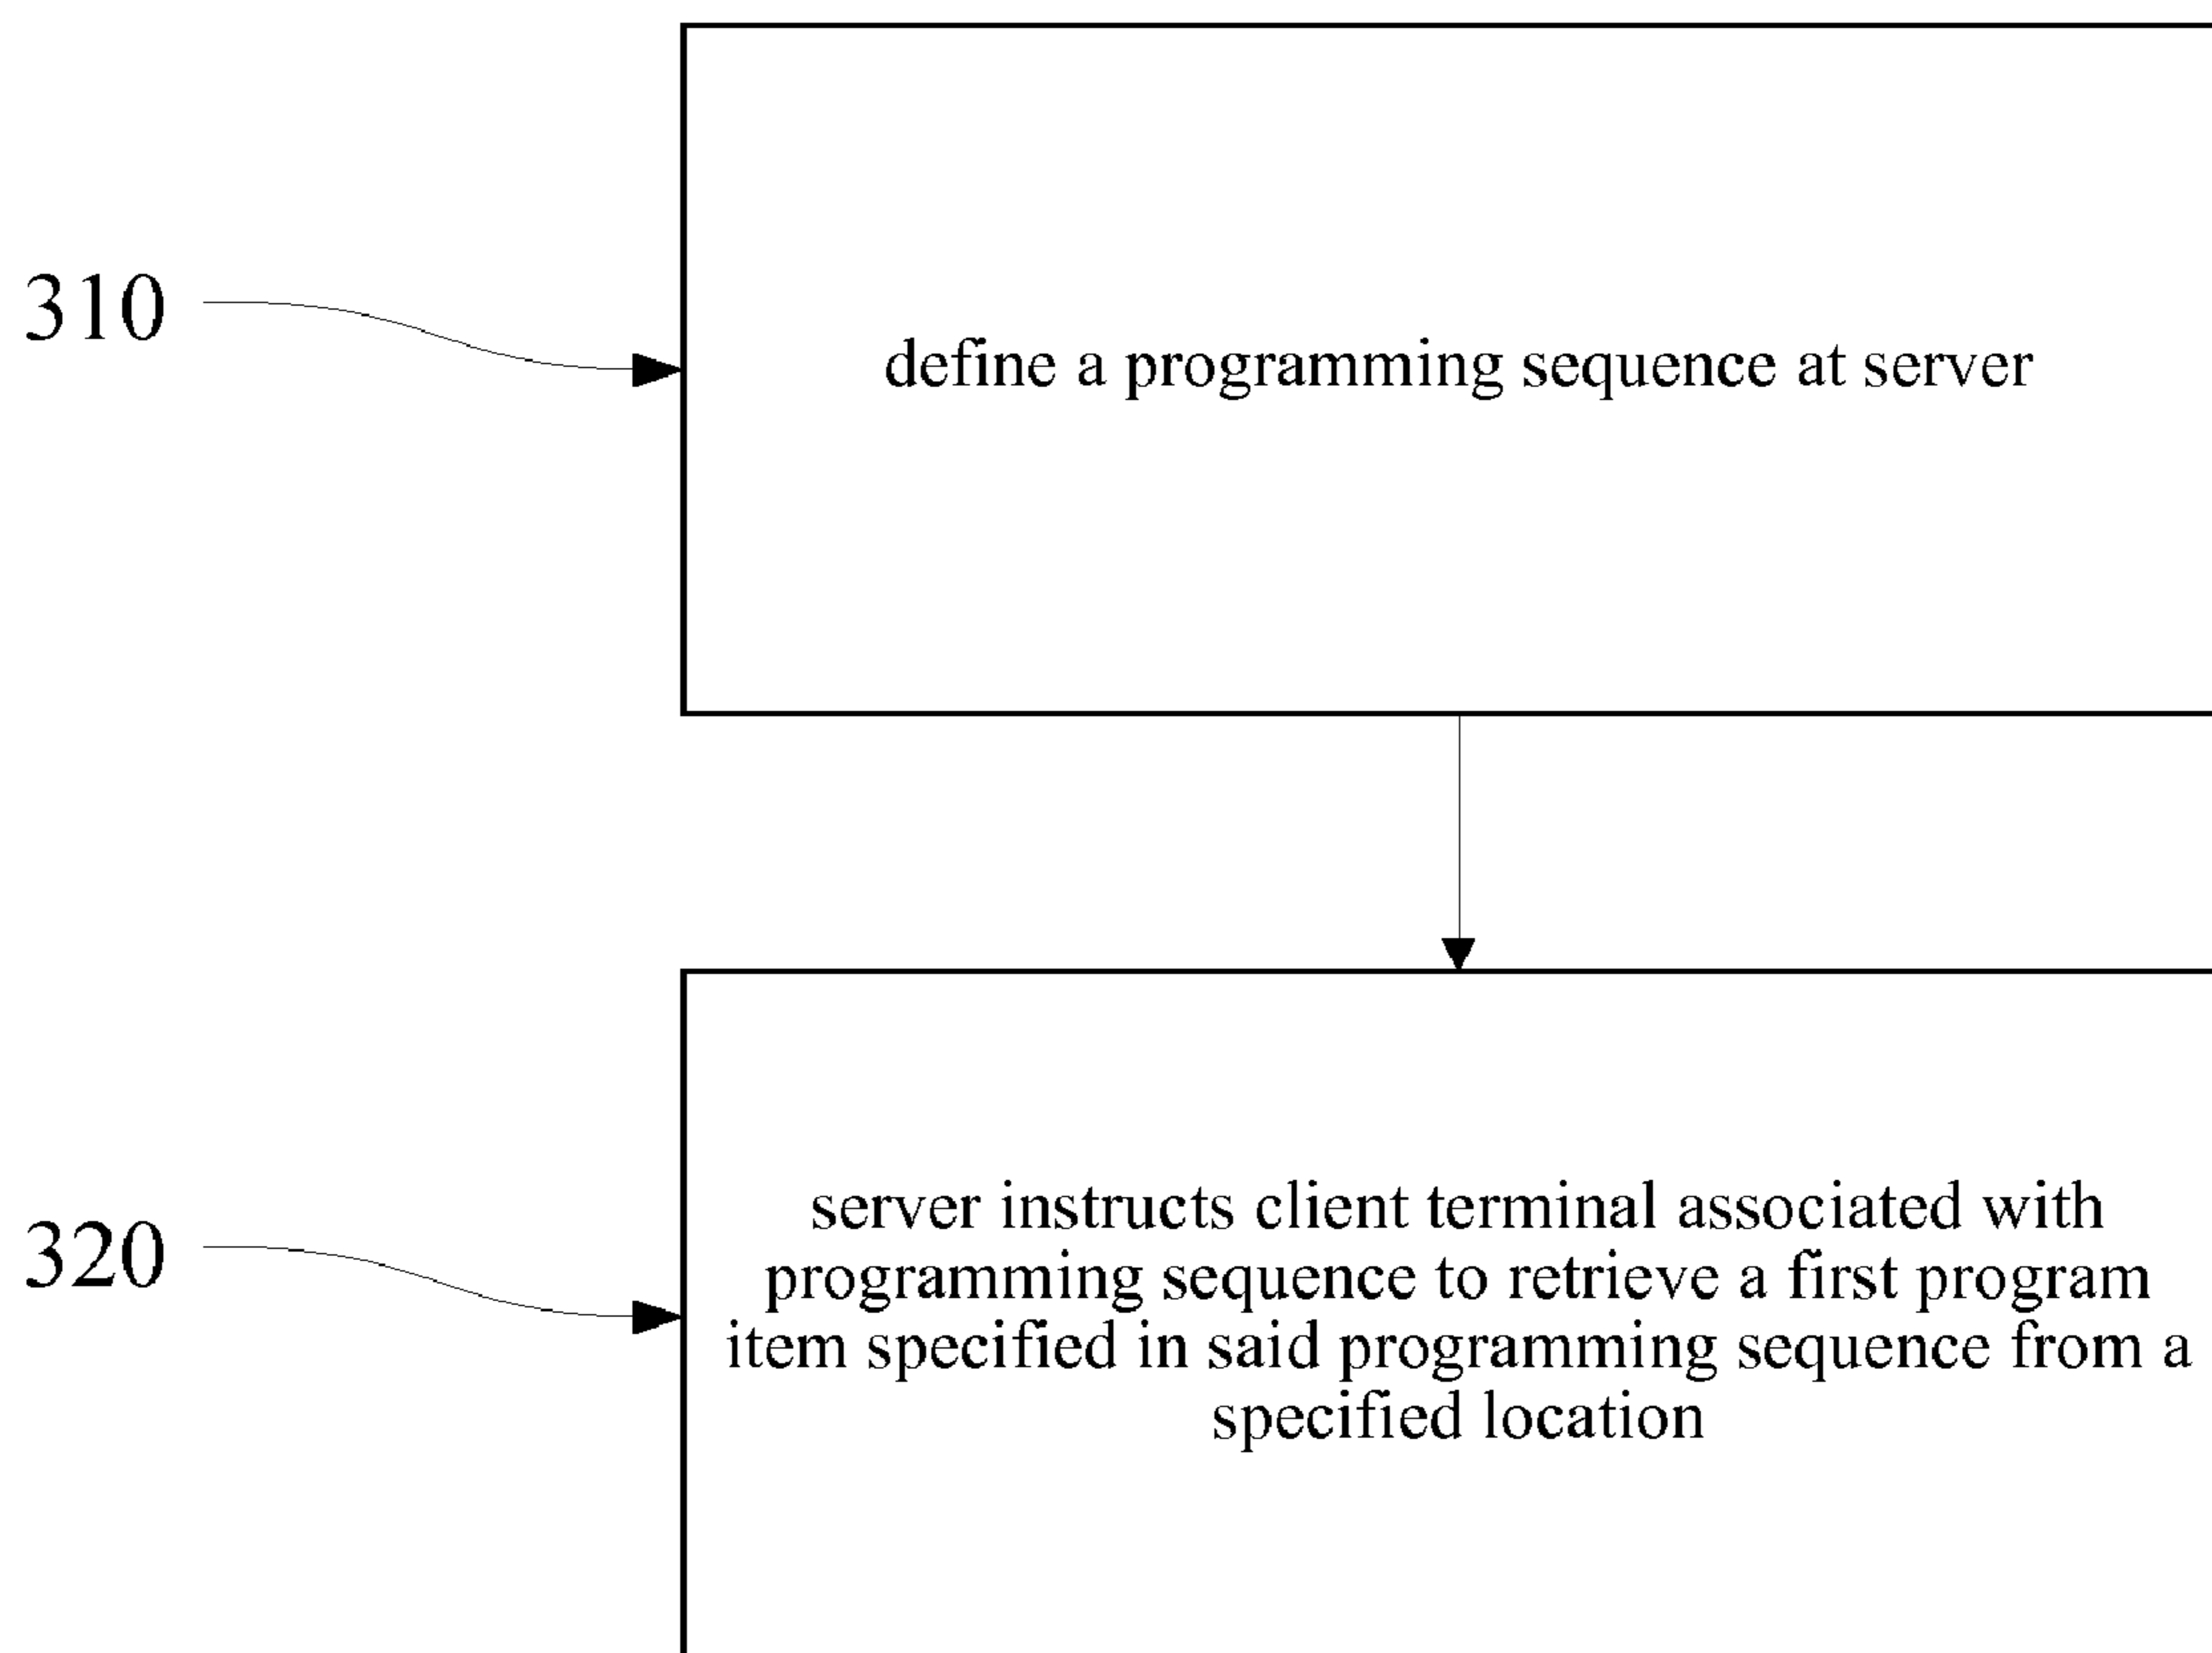 310
define a programming sequence at server
320
server instructs client terminal associated with
programming sequence to retrieve a first program
item specified in said programming sequence from a
specified location